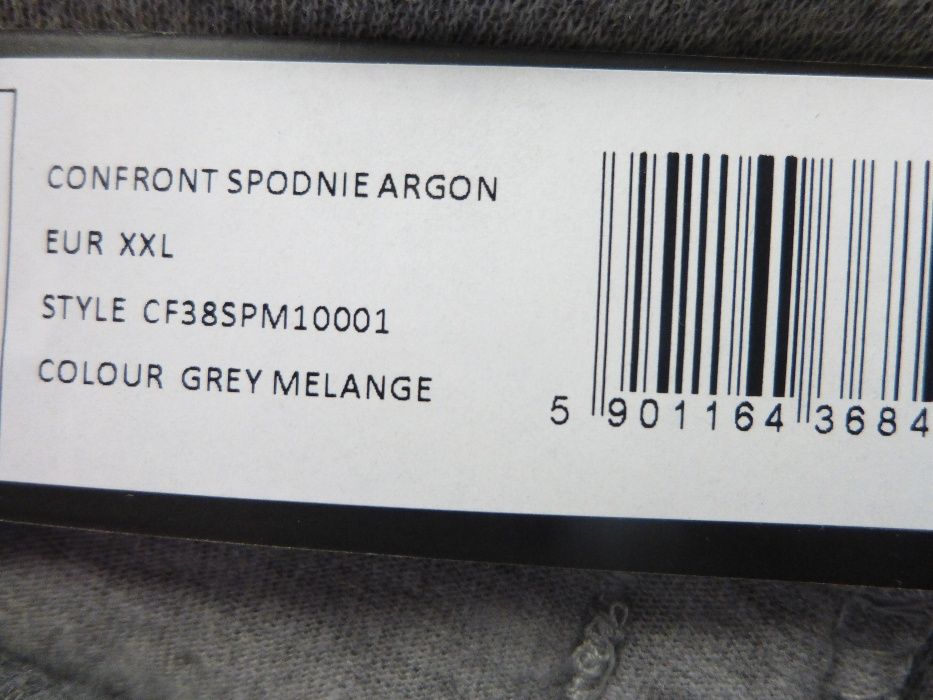 CONFRONT SPODNIE ARGON
EUR XXL
STYLE CF38SPM10001
COLOUR GREY MELANGE
5 901164 3684